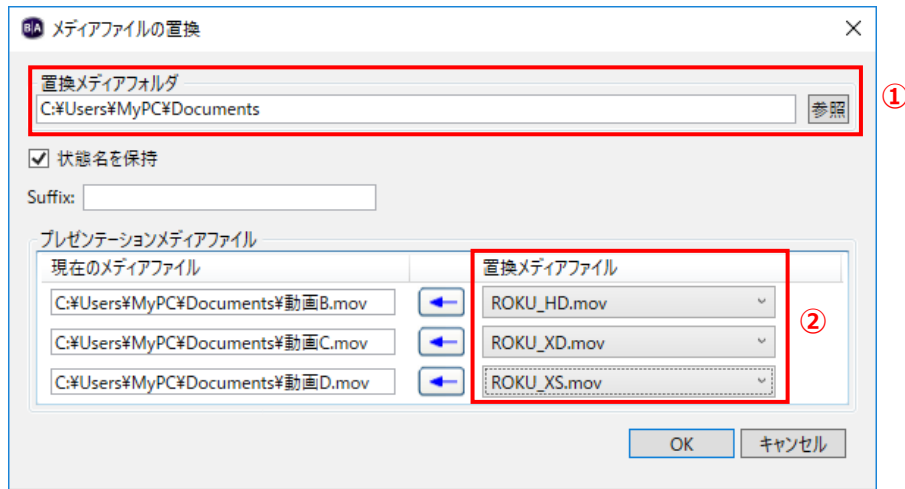 B|A メディアファイルの置換
置換メディアフォルダ
C:¥Users¥MyPC¥Documents 参照 ①
状態名を保持
Suffix:
プレゼンテーションメディアファイル
現在のメディアファイル 置換メディアファイル
C:¥Users¥MyPC¥Documents¥動画B.mov ROKU_HD.mov
C:¥Users¥MyPC¥Documents¥動画C.mov ROKU_XD.mov ②
C:¥Users¥MyPC¥Documents¥動画D.mov ROKU_XS.mov
OK キャンセル